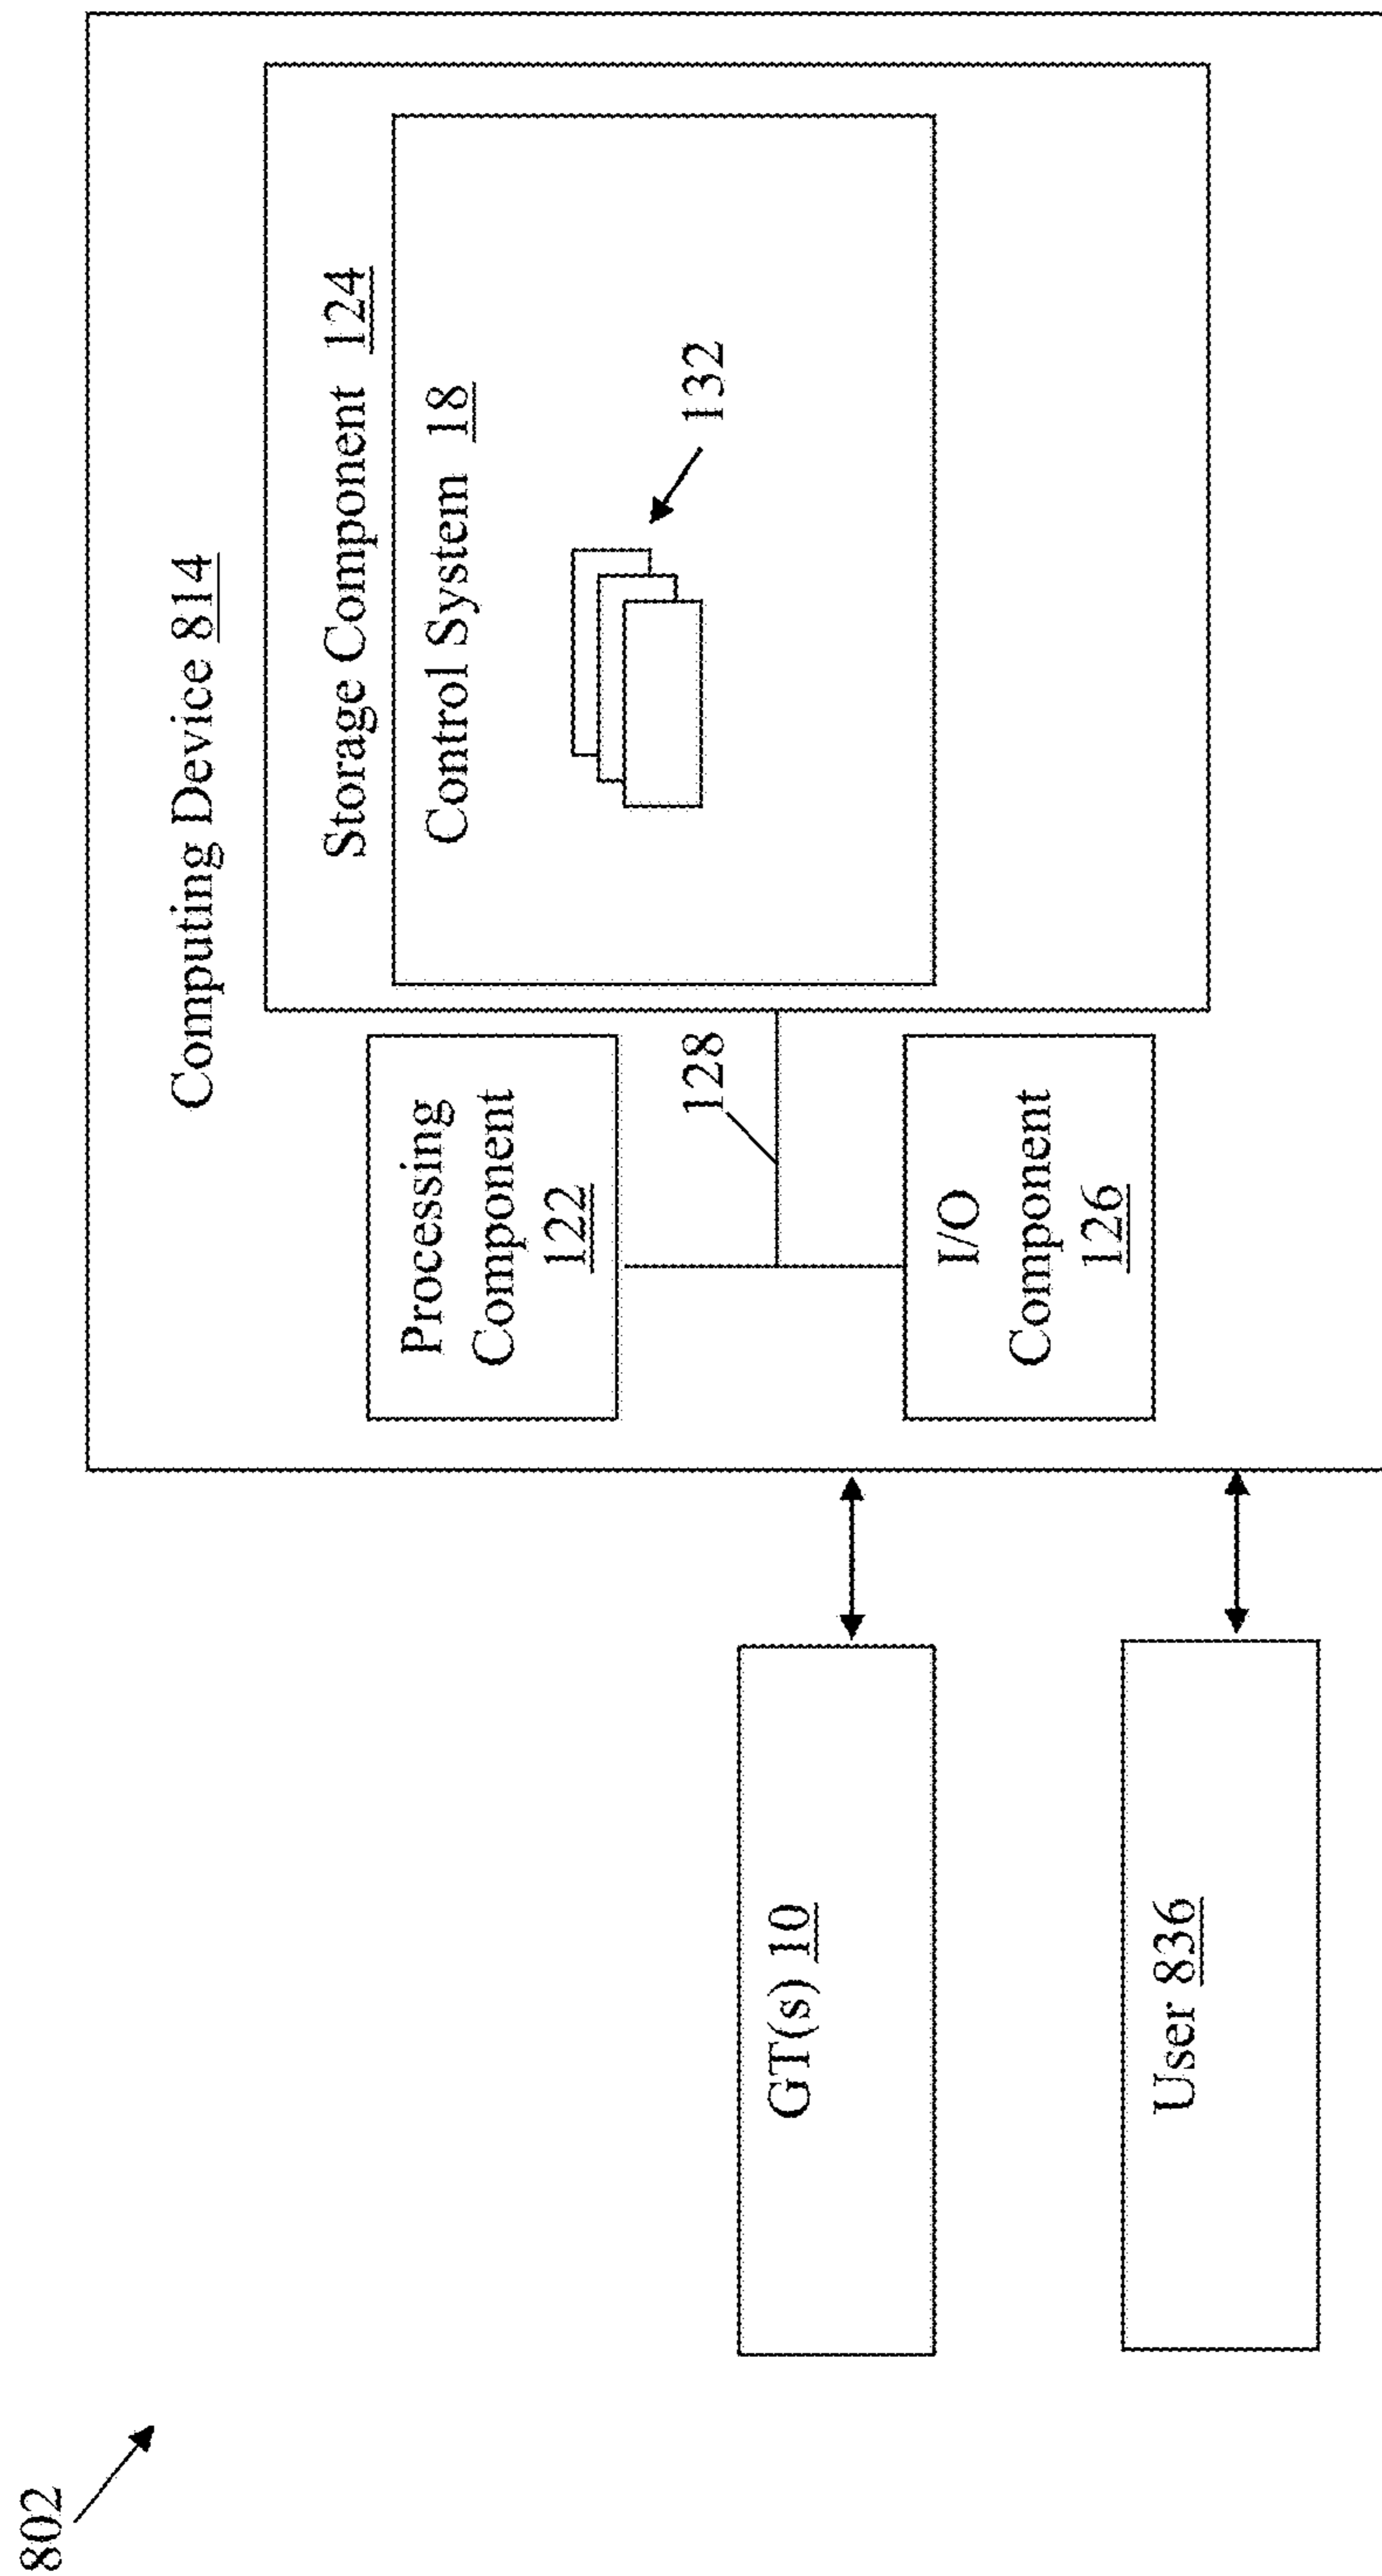 802
Computing Device 814
Storage Component 124
Control System 18
132
Processing
Component
122
128
I/O
Component
126
GT(s) 10
User 836